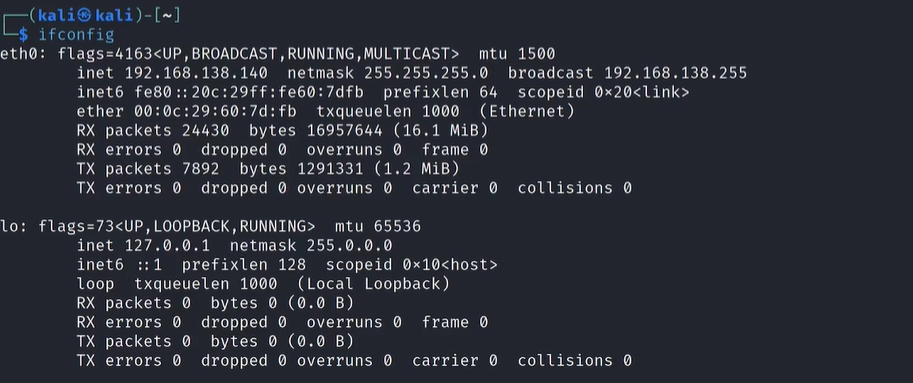 ┌──(kali㉿kali)-[~]
└─$ ifconfig
eth0: flags=4163<UP,BROADCAST,RUNNING,MULTICAST>  mtu 1500
        inet 192.168.138.140  netmask 255.255.255.0  broadcast 192.168.138.255
        inet6 fe80::20c:29ff:fe60:7dfb  prefixlen 64  scopeid 0×20<link>
        ether 00:0c:29:60:7d:fb  txqueuelen 1000  (Ethernet)
        RX packets 24430  bytes 16957644 (16.1 MiB)
        RX errors 0  dropped 0  overruns 0  frame 0
        TX packets 7892  bytes 1291331 (1.2 MiB)
        TX errors 0  dropped 0 overruns 0  carrier 0  collisions 0

lo: flags=73<UP,LOOPBACK,RUNNING>  mtu 65536
        inet 127.0.0.1  netmask 255.0.0.0
        inet6 ::1  prefixlen 128  scopeid 0×10<host>
        loop  txqueuelen 1000  (Local Loopback)
        RX packets 0  bytes 0 (0.0 B)
        RX errors 0  dropped 0  overruns 0  frame 0
        TX packets 0  bytes 0 (0.0 B)
        TX errors 0  dropped 0 overruns 0  carrier 0  collisions 0